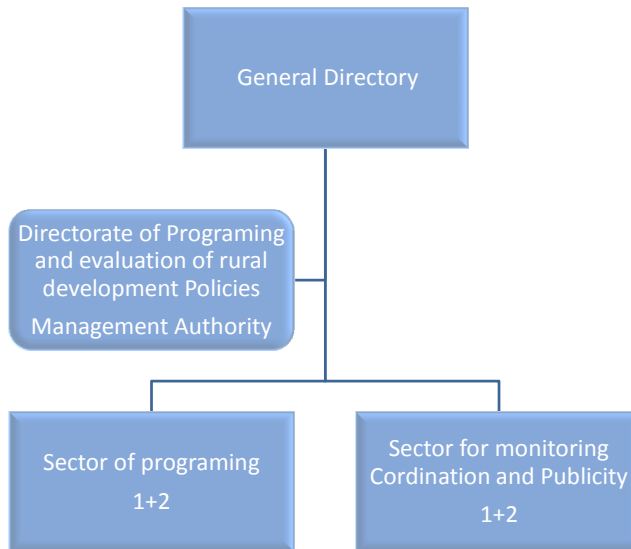 General Directory
Directorate of Programing
and evaluation of rural
development Policies
Management Authority
Sector of programing
1+2
Sector for monitoring
Cordination and Publicity
1+2